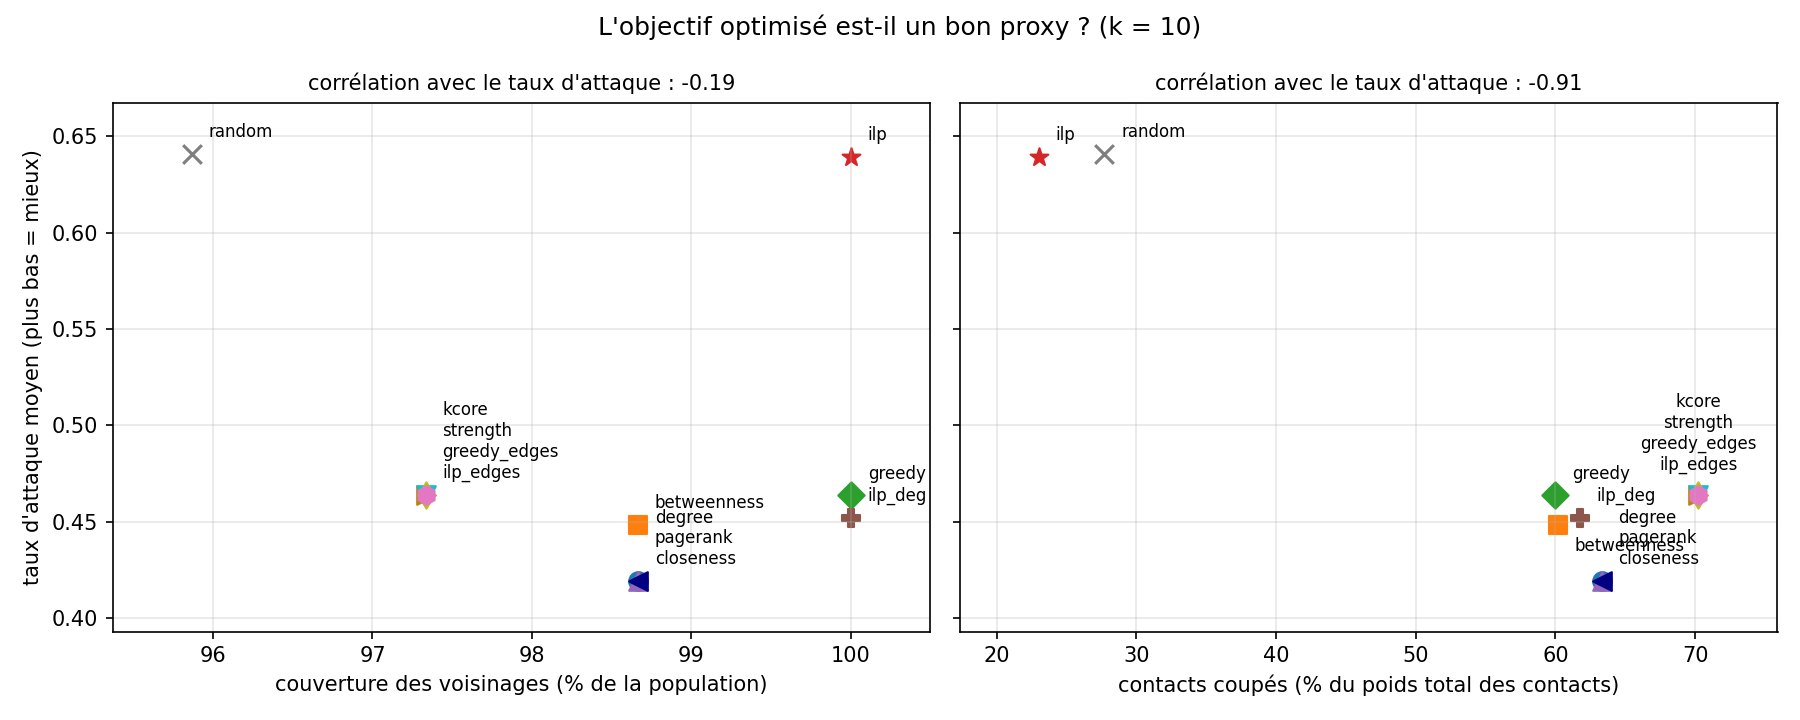 L'objectif optimisé est-il un bon proxy ? (k = 10)
corrélation avec le taux d'attaque : -0.19
taux d'attaque moyen (plus bas = mieux)
0.65
0.60
0.55
0.50
0.45
0.40
random
ilp
kcore
strength
greedy_edges
ilp_edges
betweenness
degree
pagerank
closeness
greedy
ilp_deg
96
97
98
99
100
couverture des voisinages (% de la population)
corrélation avec le taux d'attaque : -0.91
ilp
random
kcore
strength
greedy_edges
ilp_edges
greedy
ilp_deg
degree
pagerank
betweenness
closeness
20
30
40
50
60
70
contacts coupés (% du poids total des contacts)